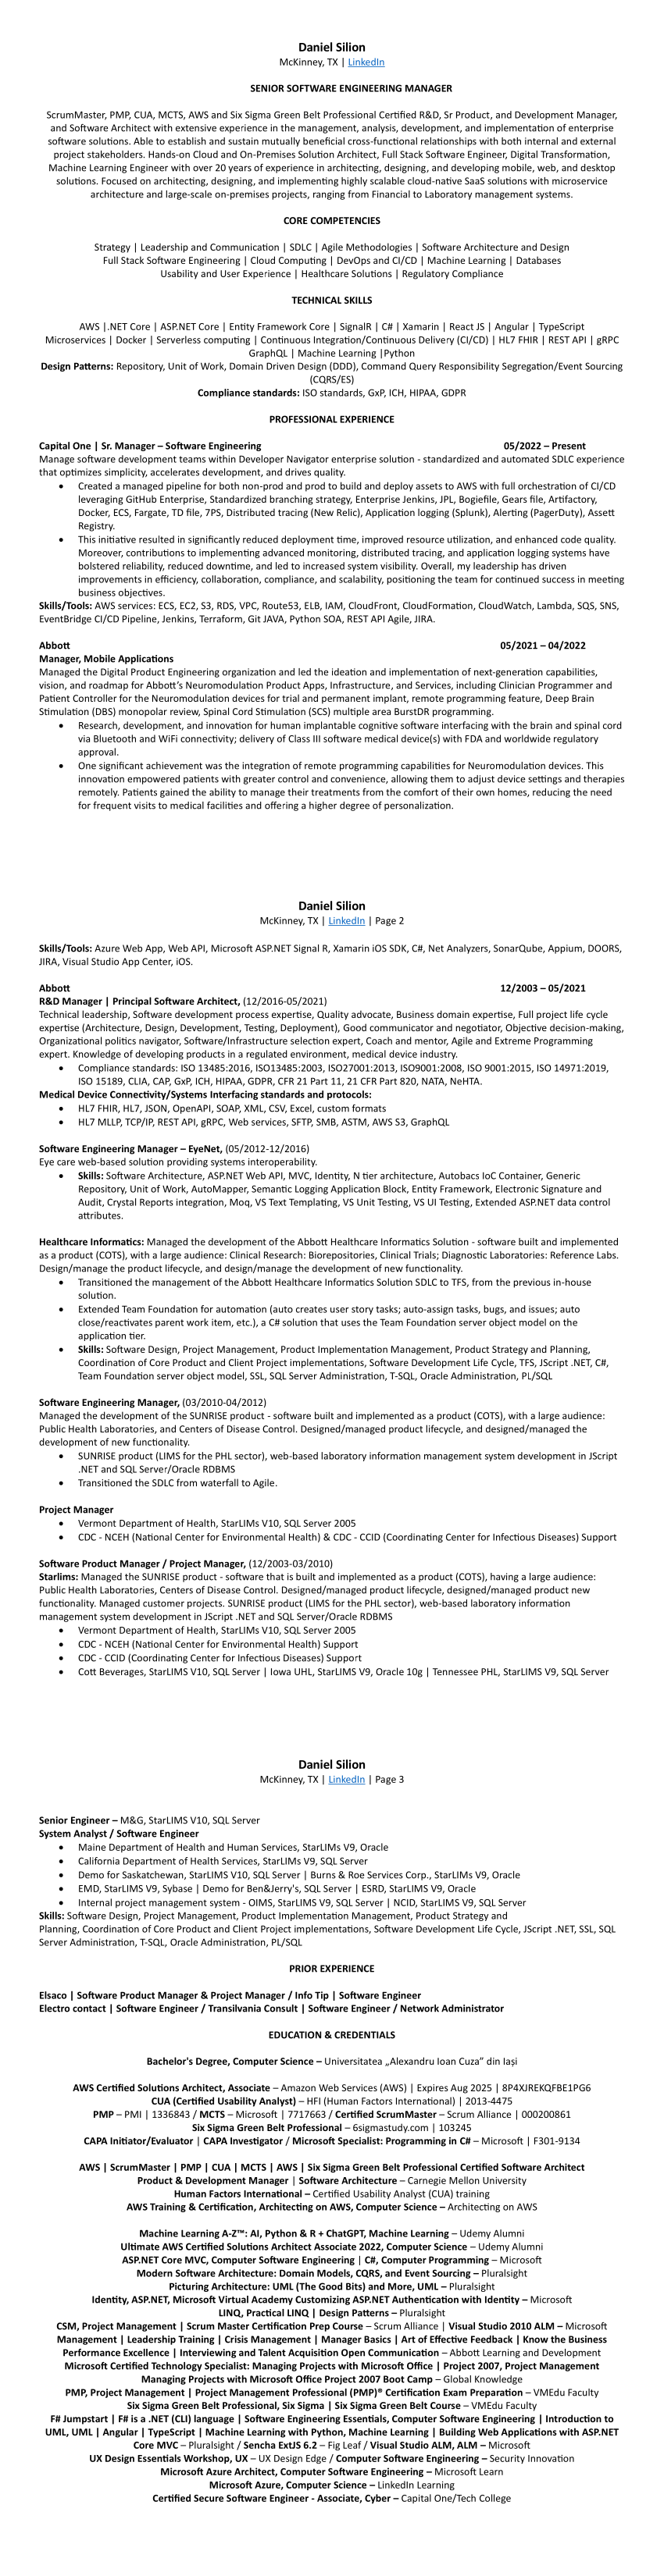 Daniel Silion
McKinney, TX | LinkedIn
SENIOR SOFTWARE ENGINEERING MANAGER
ScrumMaster, PMP, CUA, MCTS, AWS and Six Sigma Green Belt Professional Certified R&D, Sr Product, and Development Manager,
and Software Architect with extensive experience in the management, analysis, development, and implementation of enterprise
software solutions. Able to establish and sustain mutually beneficial cross-functional relationships with both internal and external
project stakeholders. Hands-on Cloud and On-Premises Solution Architect, Full Stack Software Engineer, Digital Transformation,
Machine Learning Engineer with over 20 years of experience in architecting, designing, and developing mobile, web, and desktop
solutions. Focused on architecting, designing, and implementing highly scalable cloud-native SaaS solutions with microservice
architecture and large-scale on-premises projects, ranging from Financial to Laboratory management systems.
CORE COMPETENCIES
Strategy | Leadership and Communication | SDLC | Agile Methodologies | Software Architecture and Design
Full Stack Software Engineering | Cloud Computing | DevOps and CI/CD | Machine Learning | Databases
Usability and User Experience | Healthcare Solutions | Regulatory Compliance
TECHNICAL SKILLS
AWS |.NET Core | ASP.NET Core | Entity Framework Core | SignalR | C# | Xamarin | React JS | Angular | TypeScript
Microservices | Docker | Serverless computing | Continuous Integration/Continuous Delivery (CI/CD) | HL7 FHIR | REST API | gRPC
GraphQL | Machine Learning |Python
Design Patterns: Repository, Unit of Work, Domain Driven Design (DDD), Command Query Responsibility Segregation/Event Sourcing
(CQRS/ES)
Compliance standards: ISO standards, GxP, ICH, HIPAA, GDPR
PROFESSIONAL EXPERIENCE
Capital One | Sr. Manager – Software Engineering 05/2022 – Present
Manage software development teams within Developer Navigator enterprise solution - standardized and automated SDLC experience
that optimizes simplicity, accelerates development, and drives quality.
• Created a managed pipeline for both non-prod and prod to build and deploy assets to AWS with full orchestration of CI/CD
leveraging GitHub Enterprise, Standardized branching strategy, Enterprise Jenkins, JPL, Bogiefile, Gears file, Artifactory,
Docker, ECS, Fargate, TD file, 7PS, Distributed tracing (New Relic), Application logging (Splunk), Alerting (PagerDuty), Assett
Registry.
• This initiative resulted in significantly reduced deployment time, improved resource utilization, and enhanced code quality.
Moreover, contributions to implementing advanced monitoring, distributed tracing, and application logging systems have
bolstered reliability, reduced downtime, and led to increased system visibility. Overall, my leadership has driven
improvements in efficiency, collaboration, compliance, and scalability, positioning the team for continued success in meeting
business objectives.
Skills/Tools: AWS services: ECS, EC2, S3, RDS, VPC, Route53, ELB, IAM, CloudFront, CloudFormation, CloudWatch, Lambda, SQS, SNS,
EventBridge CI/CD Pipeline, Jenkins, Terraform, Git JAVA, Python SOA, REST API Agile, JIRA.
Abbott 05/2021 – 04/2022
Manager, Mobile Applications
Managed the Digital Product Engineering organization and led the ideation and implementation of next-generation capabilities,
vision, and roadmap for Abbott's Neuromodulation Product Apps, Infrastructure, and Services, including Clinician Programmer and
Patient Controller for the Neuromodulation devices for trial and permanent implant, remote programming feature, Deep Brain
Stimulation (DBS) monopolar review, Spinal Cord Stimulation (SCS) multiple area BurstDR programming.
• Research, development, and innovation for human implantable cognitive software interfacing with the brain and spinal cord
via Bluetooth and WiFi connectivity; delivery of Class III software medical device(s) with FDA and worldwide regulatory
approval.
• One significant achievement was the integration of remote programming capabilities for Neuromodulation devices. This
innovation empowered patients with greater control and convenience, allowing them to adjust device settings and therapies
remotely. Patients gained the ability to manage their treatments from the comfort of their own homes, reducing the need
for frequent visits to medical facilities and offering a higher degree of personalization.
Daniel Silion
McKinney, TX | LinkedIn | Page 2
Skills/Tools: Azure Web App, Web API, Microsoft ASP.NET Signal R, Xamarin iOS SDK, C#, Net Analyzers, SonarQube, Appium, DOORS,
JIRA, Visual Studio App Center, iOS.
Abbott 12/2003 – 05/2021
R&D Manager | Principal Software Architect, (12/2016-05/2021)
Technical leadership, Software development process expertise, Quality advocate, Business domain expertise, Full project life cycle
expertise (Architecture, Design, Development, Testing, Deployment), Good communicator and negotiator, Objective decision-making,
Organizational politics navigator, Software/Infrastructure selection expert, Coach and mentor, Agile and Extreme Programming
expert. Knowledge of developing products in a regulated environment, medical device industry.
• Compliance standards: ISO 13485:2016, ISO13485:2003, ISO27001:2013, ISO9001:2008, ISO 9001:2015, ISO 14971:2019,
ISO 15189, CLIA, CAP, GxP, ICH, HIPAA, GDPR, CFR 21 Part 11, 21 CFR Part 820, NATA, NeHTA.
Medical Device Connectivity/Systems Interfacing standards and protocols:
• HL7 FHIR, HL7, JSON, OpenAPI, SOAP, XML, CSV, Excel, custom formats
• HL7 MLLP, TCP/IP, REST API, gRPC, Web services, SFTP, SMB, ASTM, AWS S3, GraphQL
Software Engineering Manager – EyeNet, (05/2012-12/2016)
Eye care web-based solution providing systems interoperability.
• Skills: Software Architecture, ASP.NET Web API, MVC, Identity, N tier architecture, Autobacs IoC Container, Generic
Repository, Unit of Work, AutoMapper, Semantic Logging Application Block, Entity Framework, Electronic Signature and
Audit, Crystal Reports integration, Moq, VS Text Templating, VS Unit Testing, VS UI Testing, Extended ASP.NET data control
attributes.
Healthcare Informatics: Managed the development of the Abbott Healthcare Informatics Solution - software built and implemented
as a product (COTS), with a large audience: Clinical Research: Biorepositories, Clinical Trials; Diagnostic Laboratories: Reference Labs.
Design/manage the product lifecycle, and design/manage the development of new functionality.
• Transitioned the management of the Abbott Healthcare Informatics Solution SDLC to TFS, from the previous in-house
solution.
• Extended Team Foundation for automation (auto creates user story tasks; auto-assign tasks, bugs, and issues; auto
close/reactivates parent work item, etc.), a C# solution that uses the Team Foundation server object model on the
application tier.
• Skills: Software Design, Project Management, Product Implementation Management, Product Strategy and Planning,
Coordination of Core Product and Client Project implementations, Software Development Life Cycle, TFS, JScript .NET, C#,
Team Foundation server object model, SSL, SQL Server Administration, T-SQL, Oracle Administration, PL/SQL
Software Engineering Manager, (03/2010-04/2012)
Managed the development of the SUNRISE product - software built and implemented as a product (COTS), with a large audience:
Public Health Laboratories, and Centers of Disease Control. Designed/managed product lifecycle, and designed/managed the
development of new functionality.
• SUNRISE product (LIMS for the PHL sector), web-based laboratory information management system development in JScript
.NET and SQL Server/Oracle RDBMS
• Transitioned the SDLC from waterfall to Agile.
Project Manager
• Vermont Department of Health, StarLIMs V10, SQL Server 2005
• CDC - NCEH (National Center for Environmental Health) & CDC - CCID (Coordinating Center for Infectious Diseases) Support
Software Product Manager / Project Manager, (12/2003-03/2010)
Starlims: Managed the SUNRISE product - software that is built and implemented as a product (COTS), having a large audience:
Public Health Laboratories, Centers of Disease Control. Designed/managed product lifecycle, designed/managed product new
functionality. Managed customer projects. SUNRISE product (LIMS for the PHL sector), web-based laboratory information
management system development in JScript .NET and SQL Server/Oracle RDBMS
• Vermont Department of Health, StarLIMs V10, SQL Server 2005
• CDC - NCEH (National Center for Environmental Health) Support
• CDC - CCID (Coordinating Center for Infectious Diseases) Support
• Cott Beverages, StarLIMS V10, SQL Server | Iowa UHL, StarLIMS V9, Oracle 10g | Tennessee PHL, StarLIMS V9, SQL Server
Daniel Silion
McKinney, TX | LinkedIn | Page 3
Senior Engineer – M&G, StarLIMS V10, SQL Server
System Analyst / Software Engineer
• Maine Department of Health and Human Services, StarLIMs V9, Oracle
• California Department of Health Services, StarLIMs V9, SQL Server
• Demo for Saskatchewan, StarLIMS V10, SQL Server | Burns & Roe Services Corp., StarLIMs V9, Oracle
• EMD, StarLIMS V9, Sybase | Demo for Ben&Jerry's, SQL Server | ESRD, StarLIMS V9, Oracle
• Internal project management system - OIMS, StarLIMS V9, SQL Server | NCID, StarLIMS V9, SQL Server
Skills: Software Design, Project Management, Product Implementation Management, Product Strategy and
Planning, Coordination of Core Product and Client Project implementations, Software Development Life Cycle, JScript .NET, SSL, SQL
Server Administration, T-SQL, Oracle Administration, PL/SQL
PRIOR EXPERIENCE
Elsaco | Software Product Manager & Project Manager / Info Tip | Software Engineer
Electro contact | Software Engineer / Transilvania Consult | Software Engineer / Network Administrator
EDUCATION & CREDENTIALS
Bachelor's Degree, Computer Science – Universitatea „Alexandru Ioan Cuza” din Iași
AWS Certified Solutions Architect, Associate – Amazon Web Services (AWS) | Expires Aug 2025 | 8P4XJREKQFBE1PG6
CUA (Certified Usability Analyst) – HFI (Human Factors International) | 2013-4475
PMP – PMI | 1336843 / MCTS – Microsoft | 7717663 / Certified ScrumMaster – Scrum Alliance | 000200861
Six Sigma Green Belt Professional – 6sigmastudy.com | 103245
CAPA Initiator/Evaluator | CAPA Investigator / Microsoft Specialist: Programming in C# – Microsoft | F301-9134
AWS | ScrumMaster | PMP | CUA | MCTS | AWS | Six Sigma Green Belt Professional Certified Software Architect
Product & Development Manager | Software Architecture – Carnegie Mellon University
Human Factors International – Certified Usability Analyst (CUA) training
AWS Training & Certification, Architecting on AWS, Computer Science – Architecting on AWS
Machine Learning A-Z™: AI, Python & R + ChatGPT, Machine Learning – Udemy Alumni
Ultimate AWS Certified Solutions Architect Associate 2022, Computer Science – Udemy Alumni
ASP.NET Core MVC, Computer Software Engineering | C#, Computer Programming – Microsoft
Modern Software Architecture: Domain Models, CQRS, and Event Sourcing – Pluralsight
Picturing Architecture: UML (The Good Bits) and More, UML – Pluralsight
Identity, ASP.NET, Microsoft Virtual Academy Customizing ASP.NET Authentication with Identity – Microsoft
LINQ, Practical LINQ | Design Patterns – Pluralsight
CSM, Project Management | Scrum Master Certification Prep Course – Scrum Alliance | Visual Studio 2010 ALM – Microsoft
Management | Leadership Training | Crisis Management | Manager Basics | Art of Effective Feedback | Know the Business
Performance Excellence | Interviewing and Talent Acquisition Open Communication – Abbott Learning and Development
Microsoft Certified Technology Specialist: Managing Projects with Microsoft Office | Project 2007, Project Management
Managing Projects with Microsoft Office Project 2007 Boot Camp – Global Knowledge
PMP, Project Management | Project Management Professional (PMP)® Certification Exam Preparation – VMEdu Faculty
Six Sigma Green Belt Professional, Six Sigma | Six Sigma Green Belt Course – VMEdu Faculty
F# Jumpstart | F# is a .NET (CLI) language | Software Engineering Essentials, Computer Software Engineering | Introduction to
UML, UML | Angular | TypeScript | Machine Learning with Python, Machine Learning | Building Web Applications with ASP.NET
Core MVC – Pluralsight / Sencha ExtJS 6.2 – Fig Leaf / Visual Studio ALM, ALM – Microsoft
UX Design Essentials Workshop, UX – UX Design Edge / Computer Software Engineering – Security Innovation
Microsoft Azure Architect, Computer Software Engineering – Microsoft Learn
Microsoft Azure, Computer Science – LinkedIn Learning
Certified Secure Software Engineer - Associate, Cyber – Capital One/Tech College